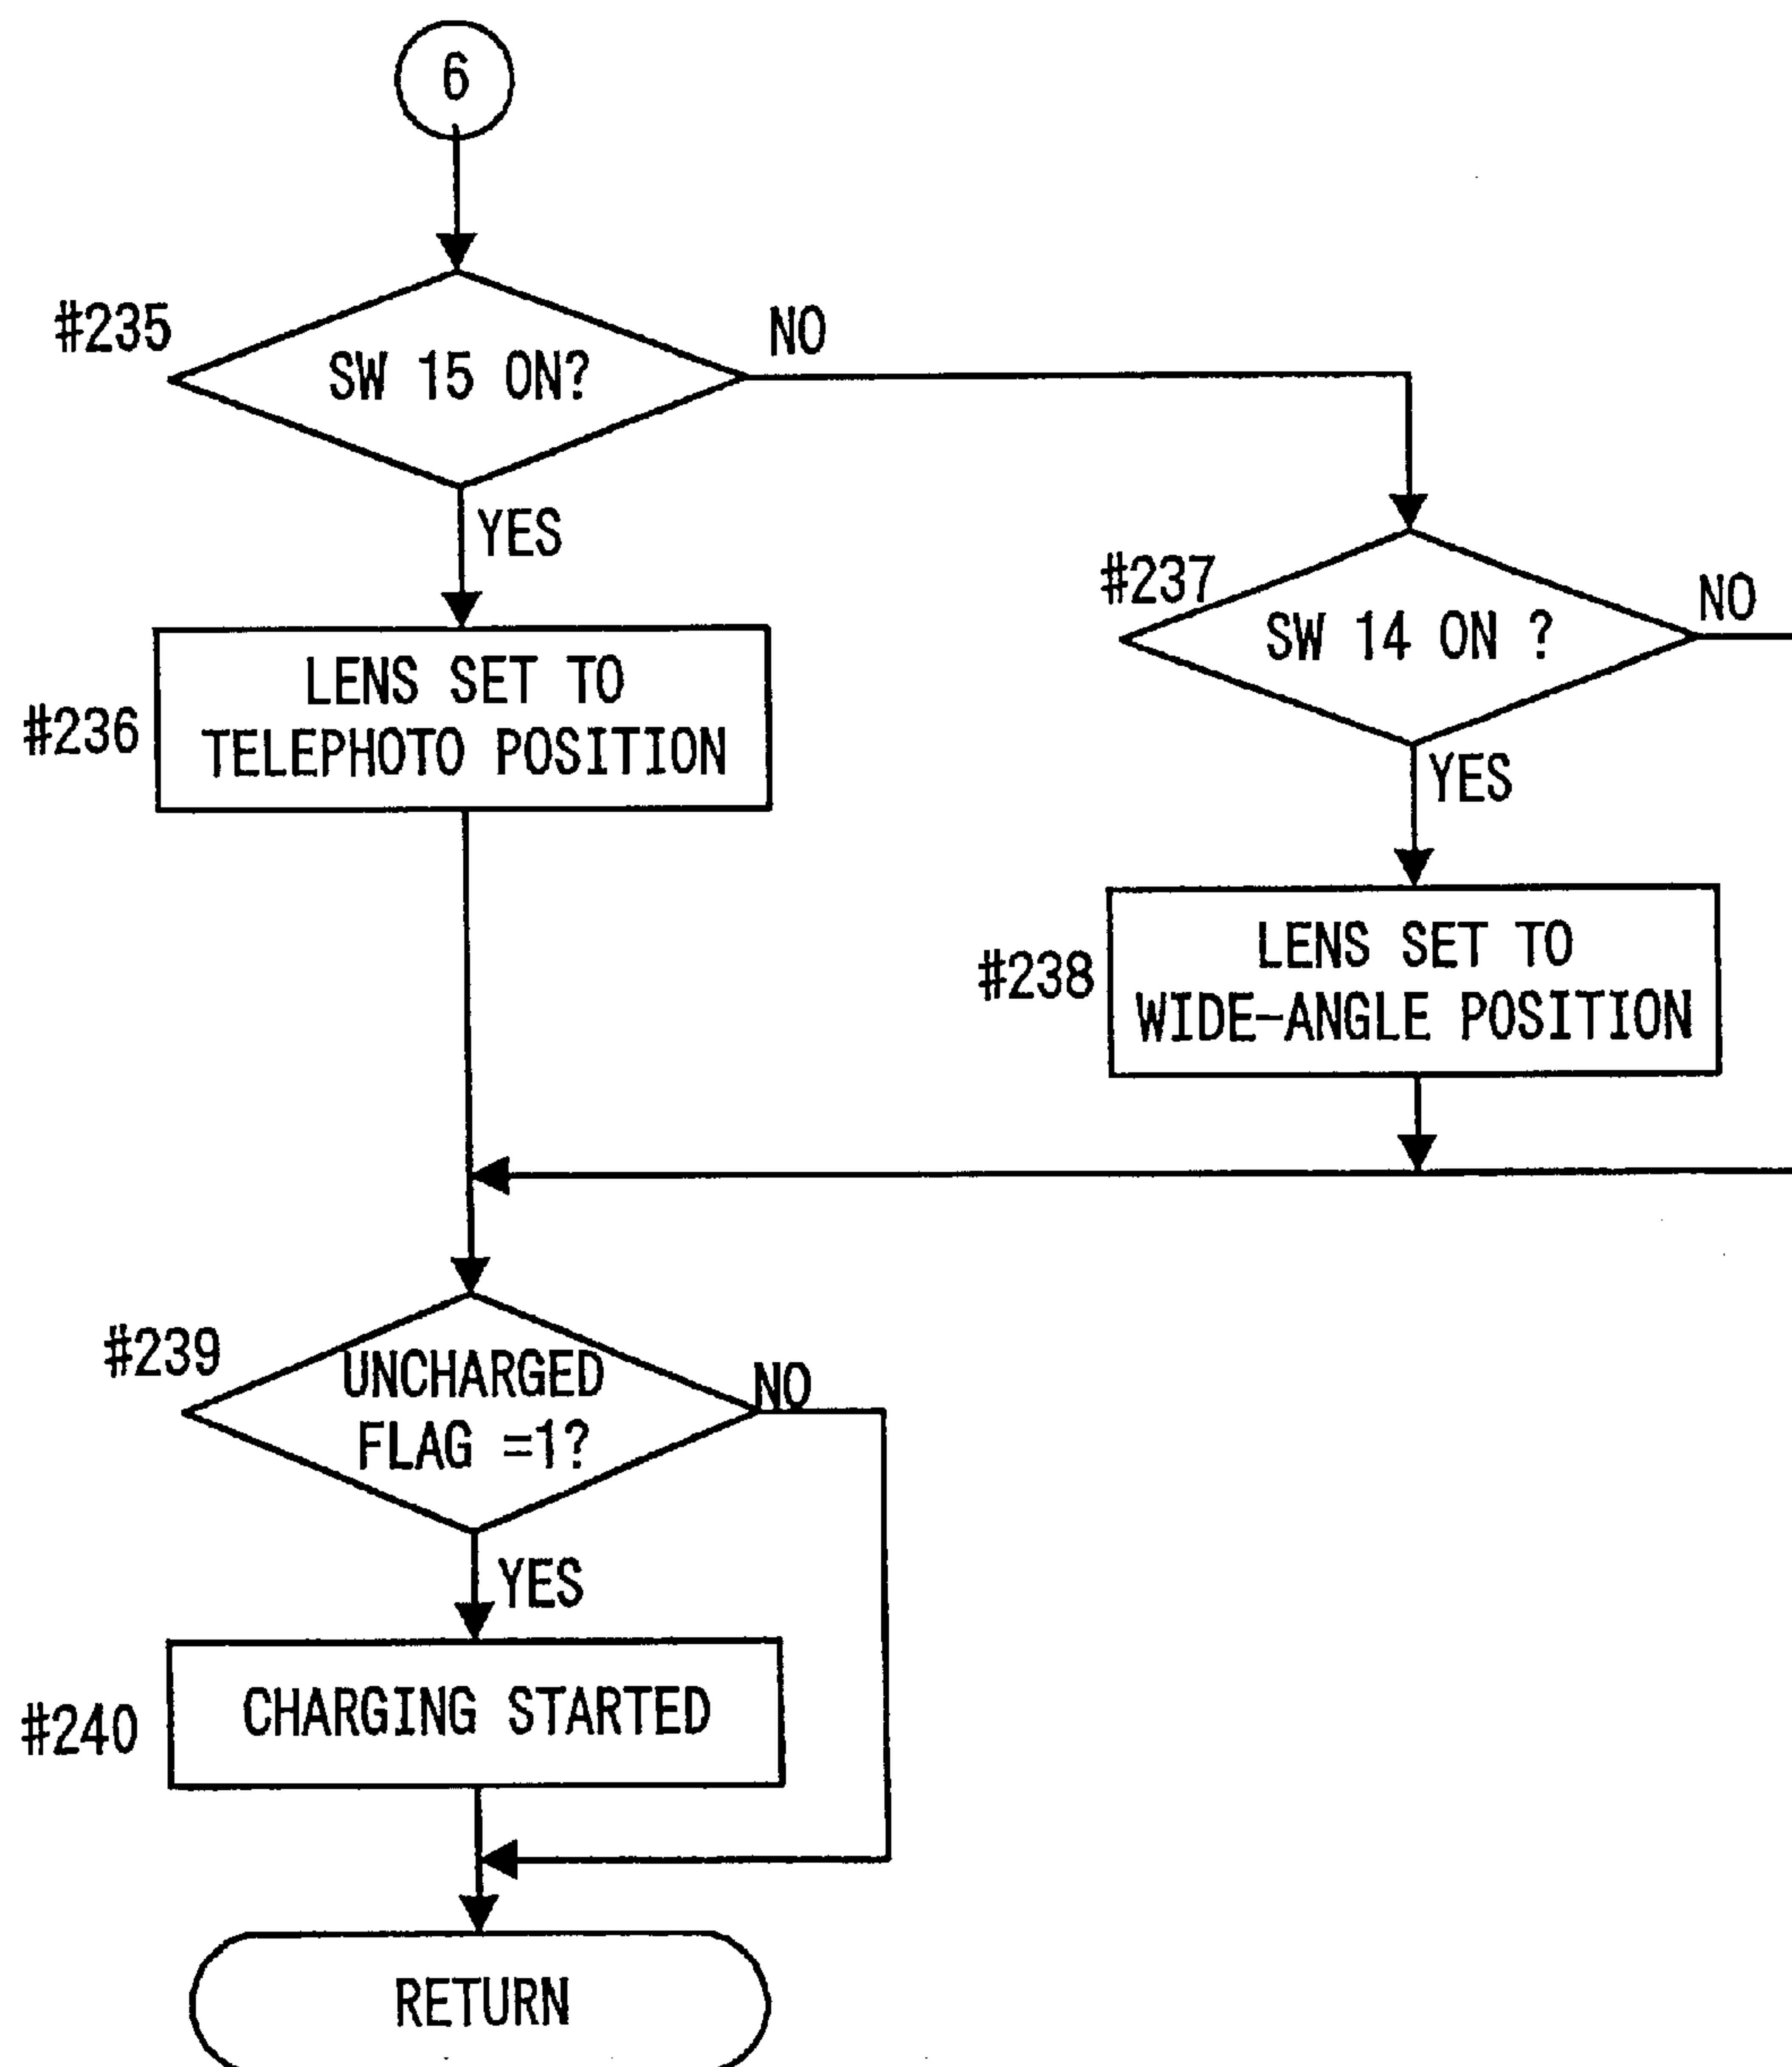 6
#235
SW 15 ON?
NO
YES
#236
LENS SET TO
TELEPHOTO POSITION
#237
SW 14 ON ?
NO
YES
#238
LENS SET TO
WIDE-ANGLE POSITION
#239
UNCHARGED
FLAG =1?
NO
YES
#240
CHARGING STARTED
RETURN